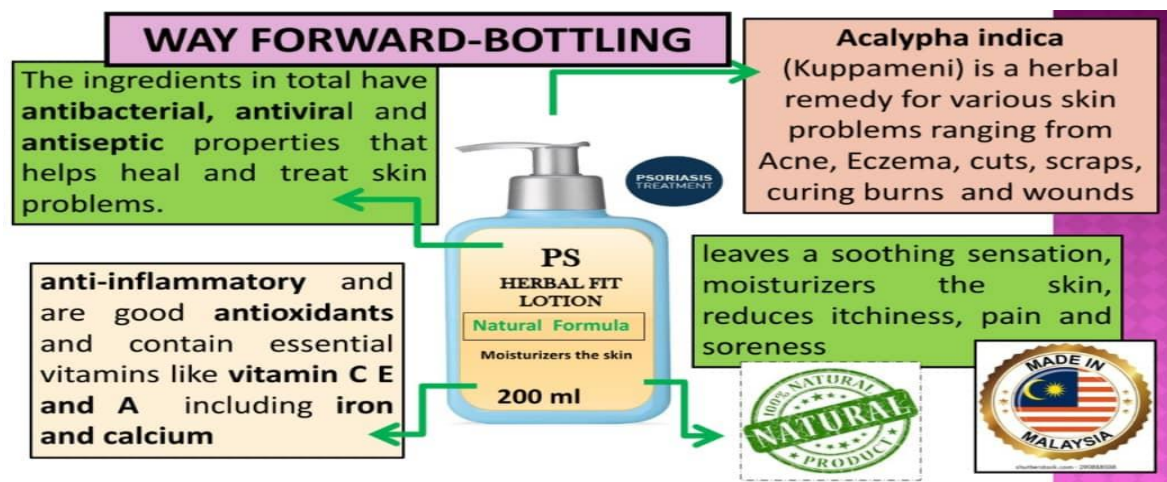 WAY FORWARD-BOTTLING
The ingredients in total have
antibacterial, antiviral and
antiseptic properties that
helps heal and treat skin
problems.
Acalypha indica
(Kuppameni) is a herbal
remedy for various skin
problems ranging from
Acne, Eczema, cuts, scraps,
curing burns and wounds
PSORIASIS
TREATMENT
PS
HERBAL FIT
LOTION
Natural Formula
Moisturizers the skin
200 ml
anti-inflammatory and
are good antioxidants
and contain essential
vitamins like vitamin C E
and A including iron
and calcium
leaves a soothing sensation,
moisturizers the skin,
reduces itchiness, pain and
soreness
100% NATURAL
NATURAL
PRODUCT
MADE IN
MALAYSIA